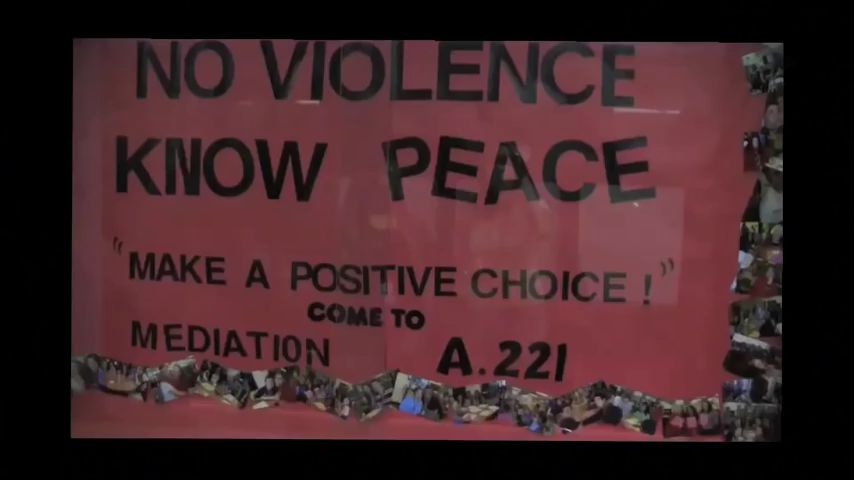 NO VIOLENCE
KNOW PEACE
"MAKE A POSITIVE CHOICE!"
COME TO
MEDIATION A.221